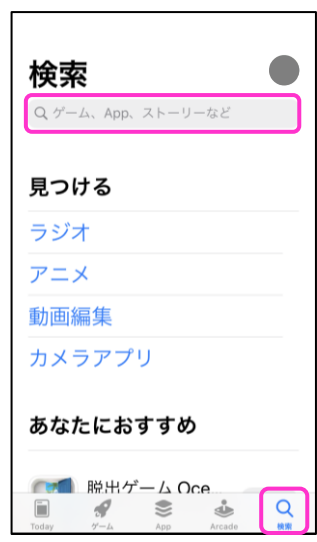 検索
ゲーム、App、ストーリーなど
見つける
ラジオ
アニメ
動画編集
カメラアプリ
あなたにおすすめ
脱出ゲーム Oce
Today
ゲーム
App
Arcade
検索